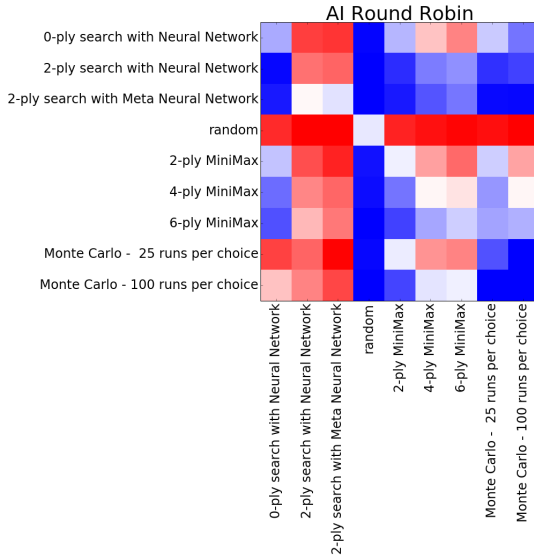 AI Round Robin
0-ply search with Neural Network
2-ply search with Neural Network
2-ply search with Meta Neural Network
random
2-ply MiniMax
4-ply MiniMax
6-ply MiniMax
Monte Carlo -  25 runs per choice
Monte Carlo - 100 runs per choice
0-ply search with Neural Network
2-ply search with Neural Network
2-ply search with Meta Neural Network
random
2-ply MiniMax
4-ply MiniMax
6-ply MiniMax
Monte Carlo -  25 runs per choice
Monte Carlo - 100 runs per choice